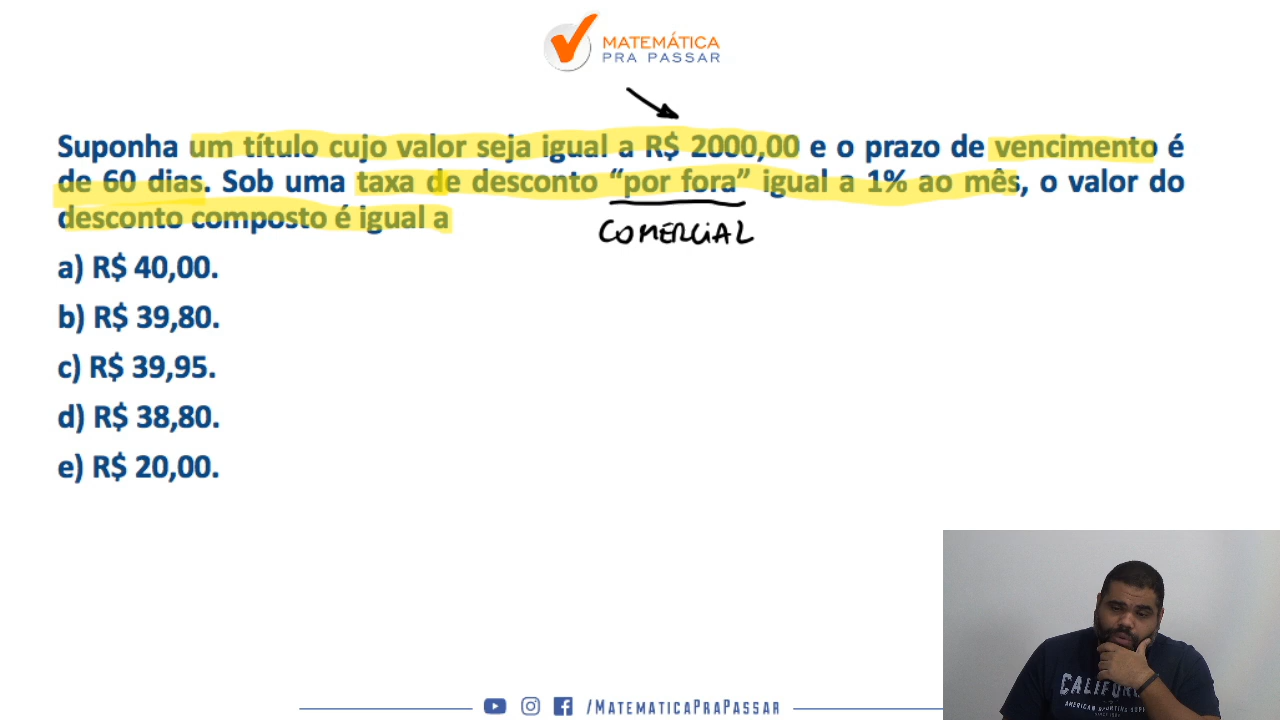 MATEMÁTICA
PRA PASSAR
Suponha um título cujo valor seja igual a R$ 2000,00 e o prazo de vencimento é
de 60 dias. Sob uma taxa de desconto “por fora” igual a 1% ao mês, o valor do
desconto composto é igual a
COMERCIAL
a) R$ 40,00.
b) R$ 39,80.
c) R$ 39,95.
d) R$ 38,80.
e) R$ 20,00.
/MATEMATICAPRAPASSAR